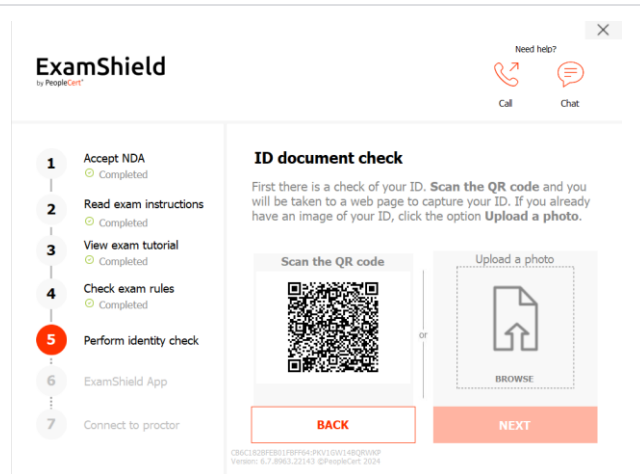 Need help?
ExamShield
by PeopleCert
Call
Chat
1
Accept NDA
Completed
2
Read exam instructions
Completed
3
View exam tutorial
Completed
4
Check exam rules
Completed
5
Perform identity check
6
ExamShield App
7
Connect to proctor
ID document check
First there is a check of your ID. Scan the QR code and you
will be taken to a web page to capture your ID. If you already
have an image of your ID, click the option Upload a photo.
Scan the QR code
or
Upload a photo
BROWSE
BACK
NEXT
Version: 6.7.8963.22143 ©PeopleCert 2024